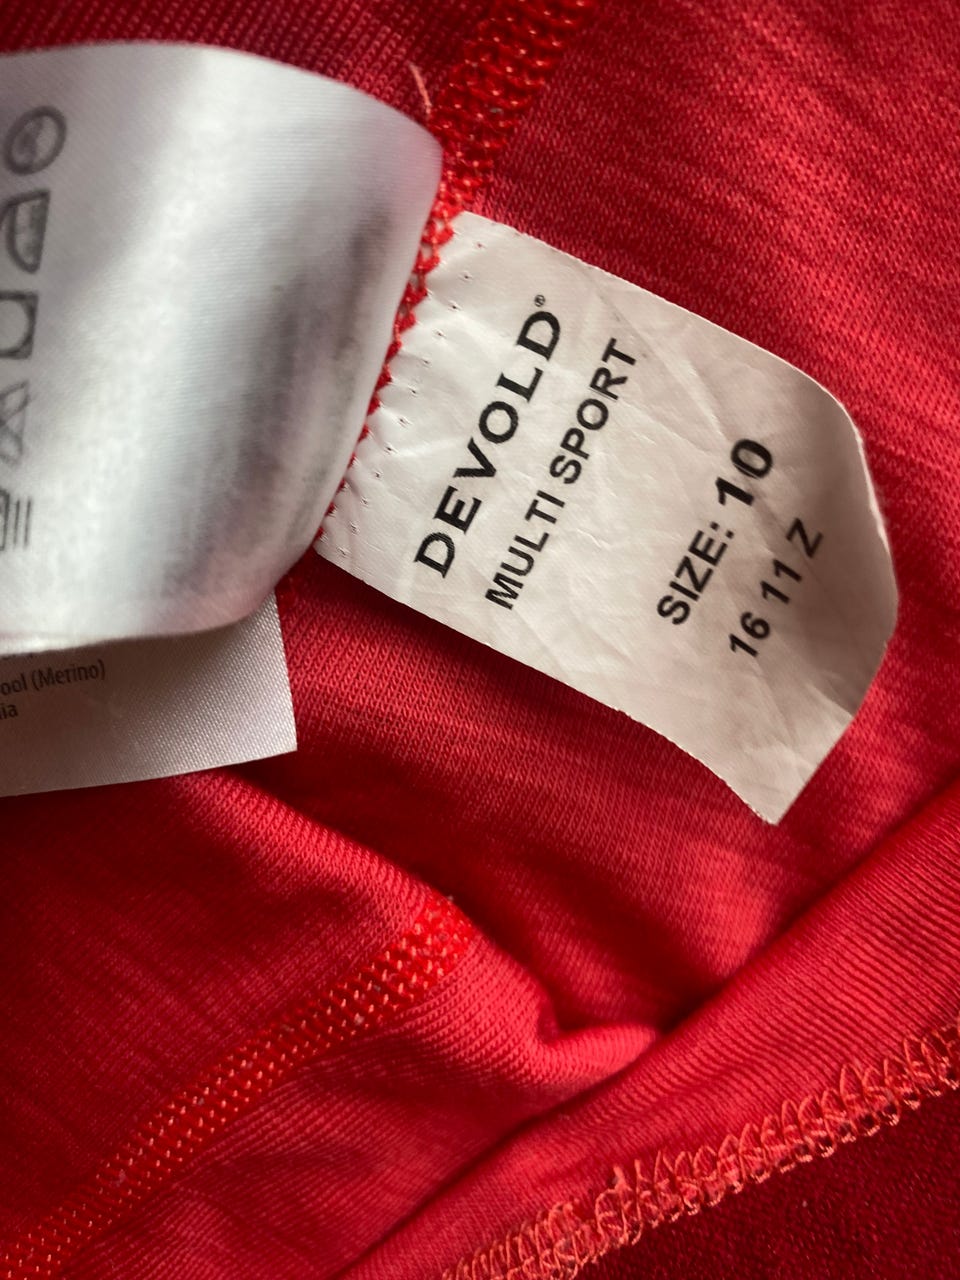 DEVOLD®
MULTI SPORT
SIZE: 10
16 11 Z
ool (Merino)
ia